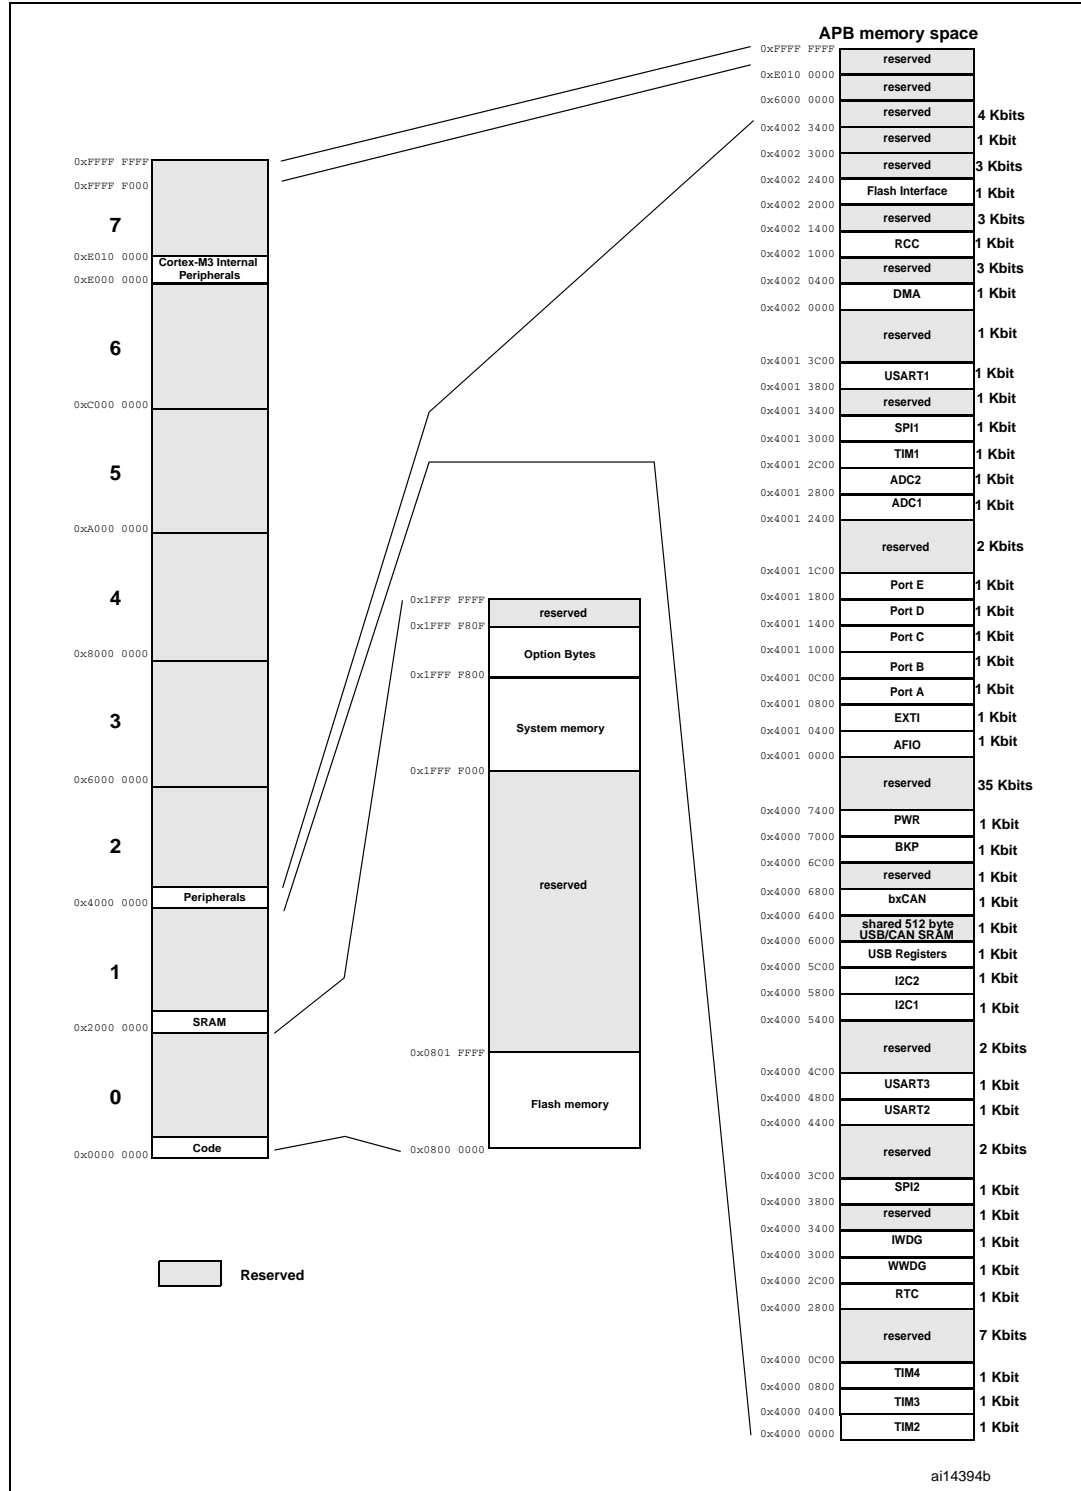 APB memory space
0xFFFF FFFF
reserved
0xE010 0000
reserved
0x6000 0000
reserved 4 Kbits
0x4002 3400
reserved 1 Kbit
0x4002 3000
reserved 3 Kbits
0x4002 2400
Flash Interface 1 Kbit
0x4002 2000
reserved 3 Kbits
0x4002 1400
RCC 1 Kbit
0x4002 1000
reserved 3 Kbits
0x4002 0400
DMA 1 Kbit
0x4002 0000
reserved 1 Kbit
0x4001 3C00
USART1 1 Kbit
0x4001 3800
reserved 1 Kbit
0x4001 3400
SPI1 1 Kbit
0x4001 3000
TIM1 1 Kbit
0x4001 2C00
ADC2 1 Kbit
0x4001 2800
ADC1 1 Kbit
0x4001 2400
reserved 2 Kbits
0x4001 1C00
Port E 1 Kbit
0x4001 1800
Port D 1 Kbit
0x4001 1400
Port C 1 Kbit
0x4001 1000
Port B 1 Kbit
0x4001 0C00
Port A 1 Kbit
0x4001 0800
EXTI 1 Kbit
0x4001 0400
AFIO 1 Kbit
0x4001 0000
reserved 35 Kbits
0x4000 7400
PWR 1 Kbit
0x4000 7000
BKP 1 Kbit
0x4000 6C00
reserved 1 Kbit
0x4000 6800
bxCAN 1 Kbit
0x4000 6400
shared 512 byte
USB/CAN SRAM 1 Kbit
0x4000 6000
USB Registers 1 Kbit
0x4000 5C00
I2C2 1 Kbit
0x4000 5800
I2C1 1 Kbit
0x4000 5400
reserved 2 Kbits
0x4000 4C00
USART3 1 Kbit
0x4000 4800
USART2 1 Kbit
0x4000 4400
reserved 2 Kbits
0x4000 3C00
SPI2 1 Kbit
0x4000 3800
reserved 1 Kbit
0x4000 3400
IWDG 1 Kbit
0x4000 3000
WWDG 1 Kbit
0x4000 2C00
RTC 1 Kbit
0x4000 2800
reserved 7 Kbits
0x4000 0C00
TIM4 1 Kbit
0x4000 0800
TIM3 1 Kbit
0x4000 0400
TIM2 1 Kbit
0x4000 0000
0xFFFF FFFF
0xFFFF F000
7
0xE010 0000
Cortex-M3 Internal
Peripherals
0xE000 0000
6
0xC000 0000
5
0xA000 0000
4
0x8000 0000
3
0x6000 0000
2
Peripherals
0x4000 0000
1
SRAM
0x2000 0000
0
Code
0x0000 0000
0x1FFF FFFF
reserved
0x1FFF F80F
Option Bytes
0x1FFF F800
System memory
0x1FFF F000
reserved
0x0801 FFFF
Flash memory
0x0800 0000
Reserved
ai14394b